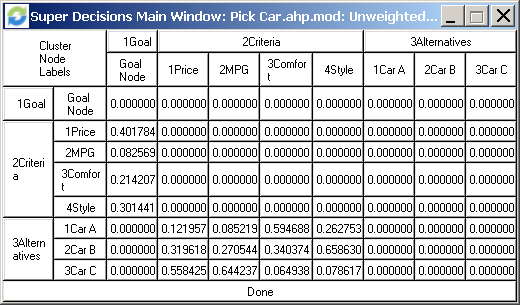 Super Decisions Main Window: Pick Car.ahp.mod: Unweighted...
Cluster Node Labels 1Goal 2Criteria 3Alternatives
Goal Node 1Price 2MPG 3Comfort 4Style 1Car A 2Car B 3Car C
1Goal Goal Node 0.000000 0.000000 0.000000 0.000000 0.000000 0.000000 0.000000 0.000000
2Criteria 1Price 0.401784 0.000000 0.000000 0.000000 0.000000 0.000000 0.000000 0.000000
2MPG 0.082569 0.000000 0.000000 0.000000 0.000000 0.000000 0.000000 0.000000
3Comfort 0.214207 0.000000 0.000000 0.000000 0.000000 0.000000 0.000000 0.000000
4Style 0.301441 0.000000 0.000000 0.000000 0.000000 0.000000 0.000000 0.000000
3Alternatives 1Car A 0.000000 0.121957 0.085219 0.594688 0.262753 0.000000 0.000000 0.000000
2Car B 0.000000 0.319618 0.270544 0.340374 0.658630 0.000000 0.000000 0.000000
3Car C 0.000000 0.558425 0.644237 0.064938 0.078617 0.000000 0.000000 0.000000
Done